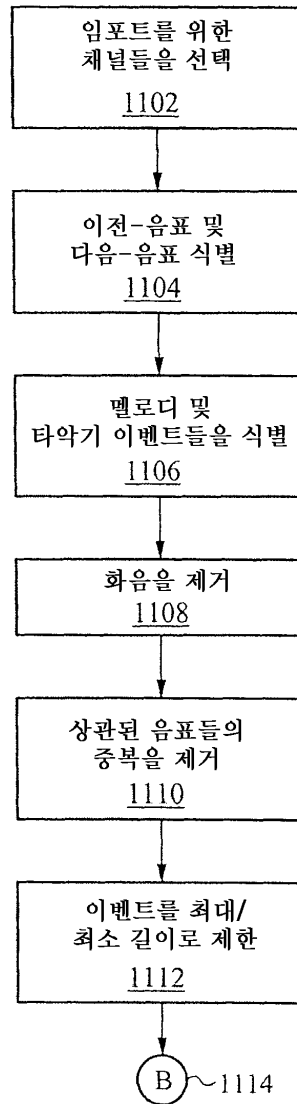 임포트를 위한
채널들을 선택
1102
이전-음표 및
다음-음표 식별
1104
멜로디 및
타악기 이벤트들을 식별
1106
화음을 제거
1108
상관된 음표들의
중복을 제거
1110
이벤트를 최대/
최소 길이로 제한
1112
B
1114